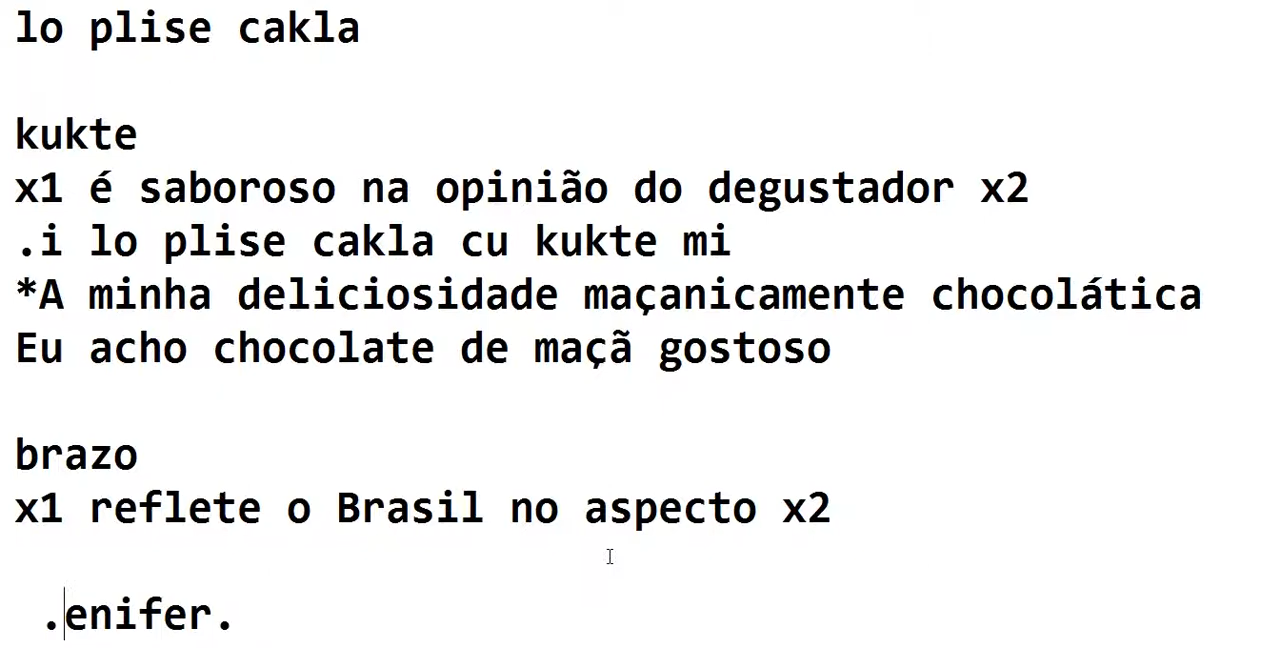 lo plise cakla
kukte
x1 é saboroso na opinião do degustador x2
.i lo plise cakla cu kukte mi
*A minha deliciosidade maçanicamente chocolática
Eu acho chocolate de maçã gostoso
brazo
x1 reflete o Brasil no aspecto x2
.enifer.